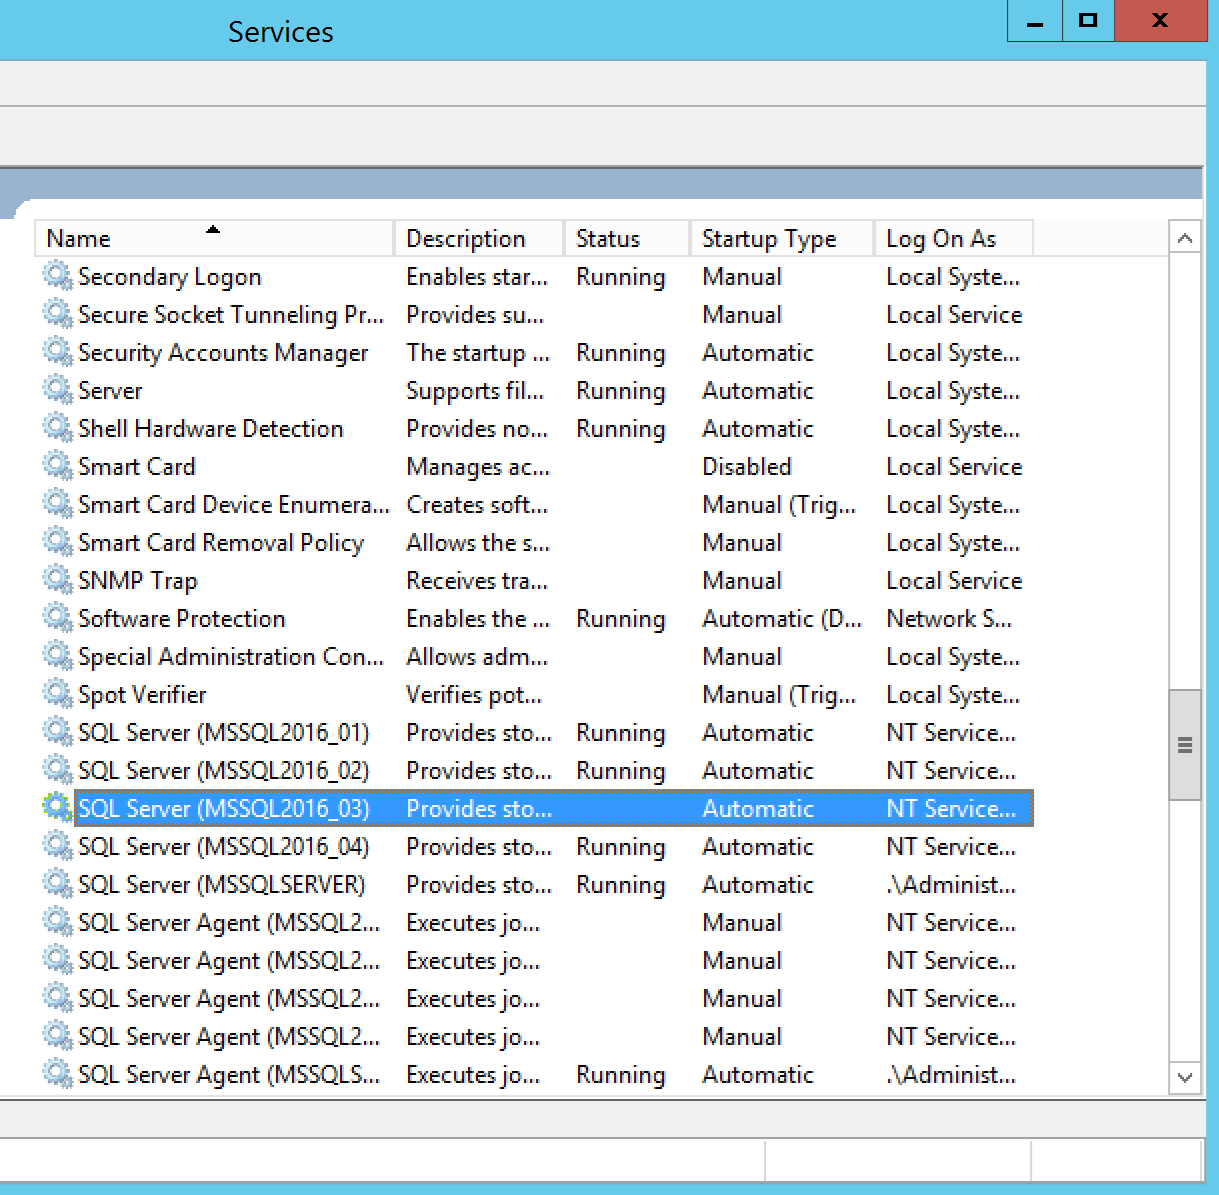 Services
Name Description Status Startup Type Log On As
Secondary Logon Enables star... Running Manual Local Syste...
Secure Socket Tunneling Pr... Provides su... Manual Local Service
Security Accounts Manager The startup ... Running Automatic Local Syste...
Server Supports fil... Running Automatic Local Syste...
Shell Hardware Detection Provides no... Running Automatic Local Syste...
Smart Card Manages ac... Disabled Local Service
Smart Card Device Enumera... Creates soft... Manual (Trig... Local Syste...
Smart Card Removal Policy Allows the s... Manual Local Syste...
SNMP Trap Receives tra... Manual Local Service
Software Protection Enables the ... Running Automatic (D... Network S...
Special Administration Con... Allows adm... Manual Local Syste...
Spot Verifier Verifies pot... Manual (Trig... Local Syste...
SQL Server (MSSQL2016_01) Provides sto... Running Automatic NT Service...
SQL Server (MSSQL2016_02) Provides sto... Running Automatic NT Service...
SQL Server (MSSQL2016_03) Provides sto... Automatic NT Service...
SQL Server (MSSQL2016_04) Provides sto... Running Automatic NT Service...
SQL Server (MSSQLSERVER) Provides sto... Running Automatic .\Administ...
SQL Server Agent (MSSQL2... Executes jo... Manual NT Service...
SQL Server Agent (MSSQL2... Executes jo... Manual NT Service...
SQL Server Agent (MSSQL2... Executes jo... Manual NT Service...
SQL Server Agent (MSSQL2... Executes jo... Manual NT Service...
SQL Server Agent (MSSQLS... Executes jo... Running Automatic .\Administ...